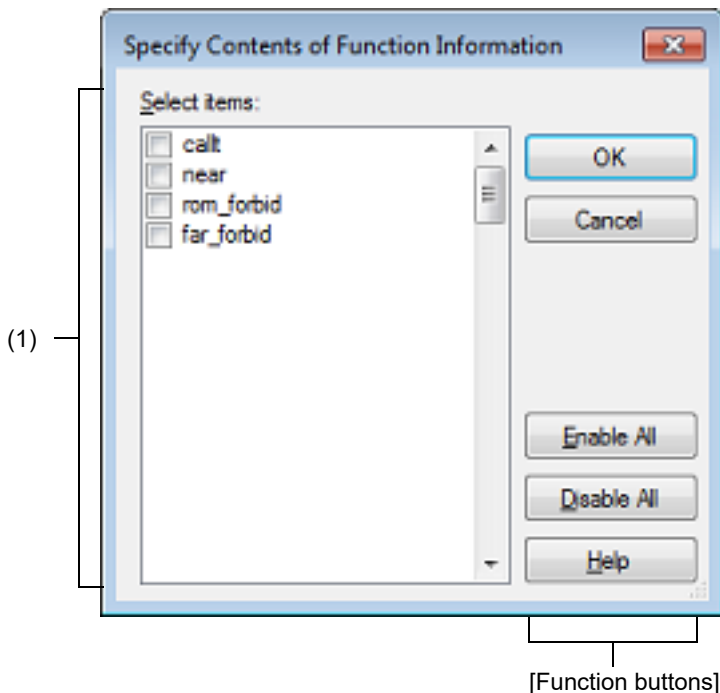 Specify Contents of Function Information
Select items:
callt
near
rom_forbid
far_forbid
OK
Cancel
(1)
Enable All
Disable All
Help
[Function buttons]